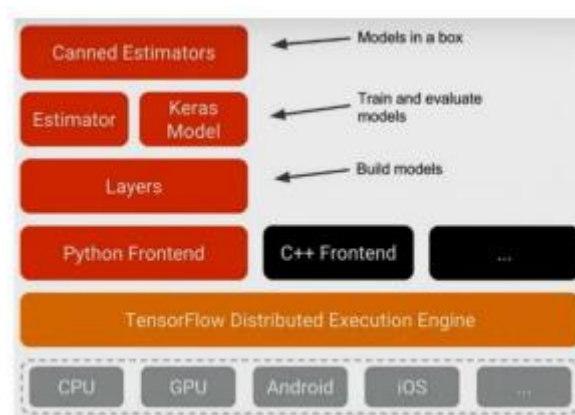 Canned Estimators
Models in a box
Estimator
Keras
Model
Train and evaluate
models
Layers
Build models
Python Frontend
C++ Frontend
...
TensorFlow Distributed Execution Engine
CPU
GPU
Android
iOS
...